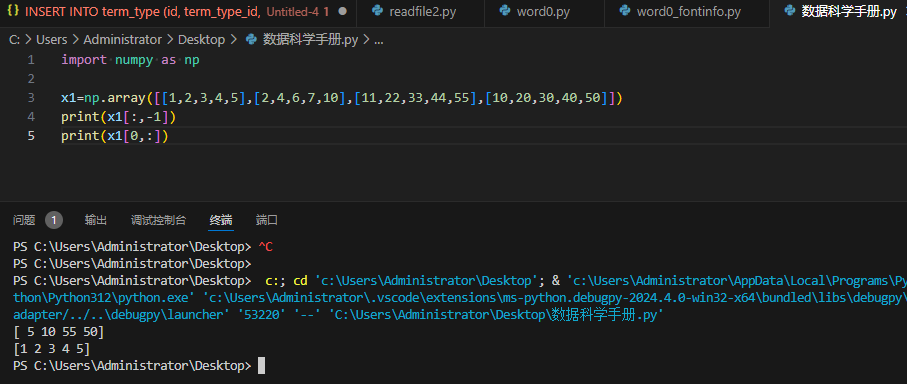 {} INSERT INTO term_type (id, term_type_id, Untitled-4 1 ● readfile2.py word0.py word0_fontinfo.py 数据科学手册.py
C: > Users > Administrator > Desktop > 数据科学手册.py > ...
1 import numpy as np
2
3 x1=np.array([[1,2,3,4,5],[2,4,6,7,10],[11,22,33,44,55],[10,20,30,40,50]])
4 print(x1[:,-1])
5 print(x1[0,:])
问题 1 输出 调试控制台 终端 端口
PS C:\Users\Administrator\Desktop> ^C
PS C:\Users\Administrator\Desktop>
PS C:\Users\Administrator\Desktop>  c:; cd 'c:\Users\Administrator\Desktop'; & 'c:\Users\Administrator\AppData\Local\Programs\Py
thon\Python312\python.exe' 'c:\Users\Administrator\.vscode\extensions\ms-python.debugpy-2024.4.0-win32-x64\bundled\libs\debugpy\
adapter/../..\debugpy\launcher' '53220' '--' 'C:\Users\Administrator\Desktop\数据科学手册.py'
[ 5 10 55 50]
[1 2 3 4 5]
PS C:\Users\Administrator\Desktop>